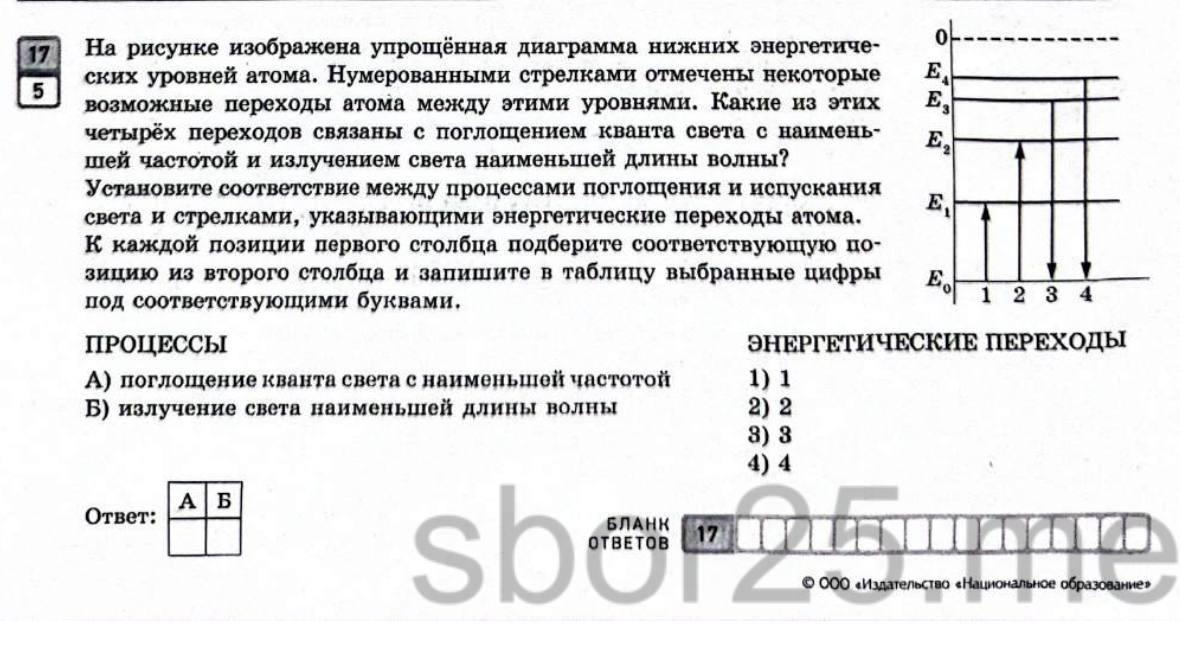 17
5
На рисунке изображена упрощённая диаграмма нижних энергетиче-
ских уровней атома. Нумерованными стрелками отмечены некоторые
возможные переходы атома между этими уровнями. Какие из этих
четырёх переходов связаны с поглощением кванта света с наимень-
шей частотой и излучением света наименьшей длины волны?
Установите соответствие между процессами поглощения и испускания
света и стрелками, указывающими энергетические переходы атома.
К каждой позиции первого столбца подберите соответствующую по-
зицию из второго столбца и запишите в таблицу выбранные цифры
под соответствующими буквами.
0
E₄
E₃
E₂
E₁
E₀
1 2 3 4
ПРОЦЕССЫ
А) поглощение кванта света с наименьшей частотой
Б) излучение света наименьшей длины волны
ЭНЕРГЕТИЧЕСКИЕ ПЕРЕХОДЫ
1) 1
2) 2
3) 3
4) 4
Ответ:
А Б
БЛАНК
ОТВЕТОВ
17
© ООО «Издательство «Национальное образование»
sbor25.me